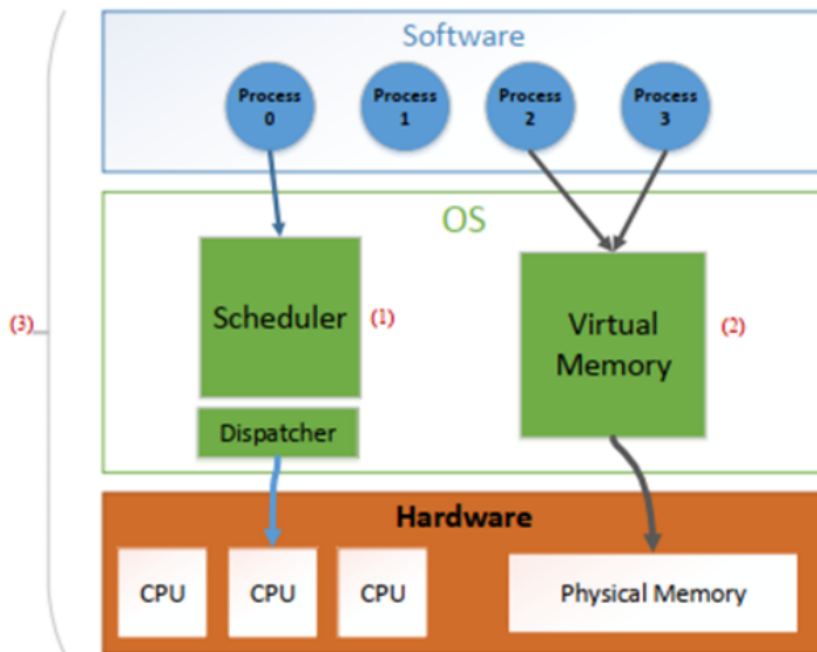 Software
Process
0
Process
1
Process
2
Process
3
OS
Scheduler
(1)
Virtual
Memory
(2)
(3)
Dispatcher
Hardware
CPU
CPU
CPU
Physical Memory